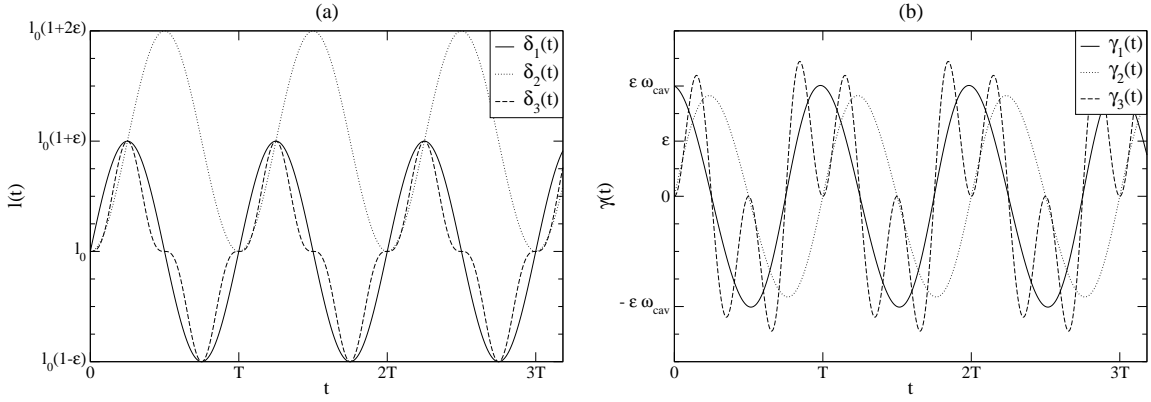 (a)
l₀(1+2ε)
l₀(1+ε)
l₀
l₀(1-ε)
l(t)
δ₁(t)
δ₂(t)
δ₃(t)
0
T
2T
3T
t
(b)
ε ω_cav
ε
0
- ε ω_cav
γ(t)
γ₁(t)
γ₂(t)
γ₃(t)
0
T
2T
3T
t